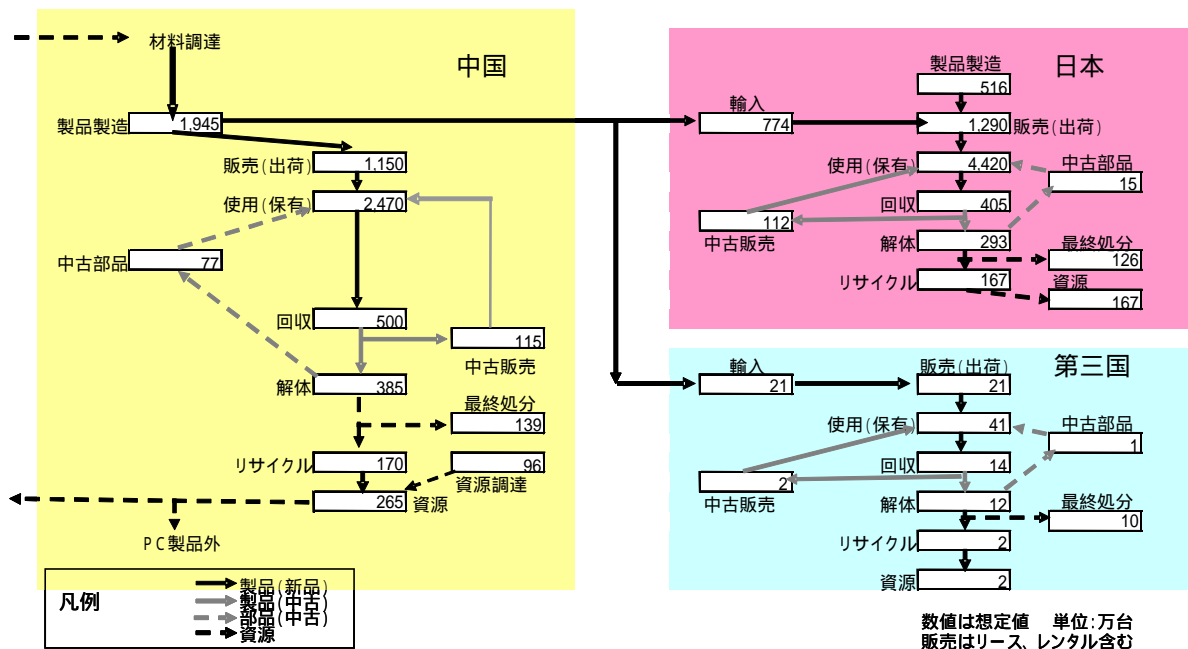 中国
材料調達
製品製造 1,945
販売(出荷) 1,150
使用(保有) 2,470
中古部品 77
回収 500
115
中古販売
解体 385
最終処分
139
リサイクル 170
96
資源調達
265 資源
PC製品外
日本
製品製造
516
輸入
774
1,290 販売(出荷)
使用(保有) 4,420
中古部品
15
回収 405
112
中古販売
解体 293
最終処分
126
リサイクル 167
資源
167
第三国
輸入
21
販売(出荷)
21
使用(保有) 41
中古部品
1
回収 14
2
中古販売
解体 12
最終処分
10
リサイクル 2
資源 2
凡例
製品(新品)
製品(中古)
部品(中古)
資源
数値は想定値 単位:万台
販売はリース、レンタル含む